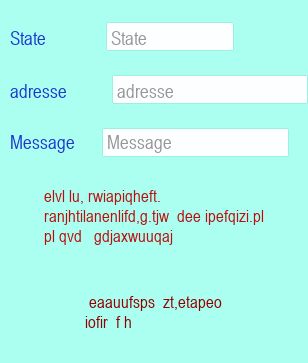 State State
adresse adresse
Message Message
elvl lu, rwiapiqheft.
ranjhtilanenlifd,g.tjw dee ipefqizi.pl
pl qvd gdjaxwuuqaj
eaauufsps zt,etapeo
iofir f h